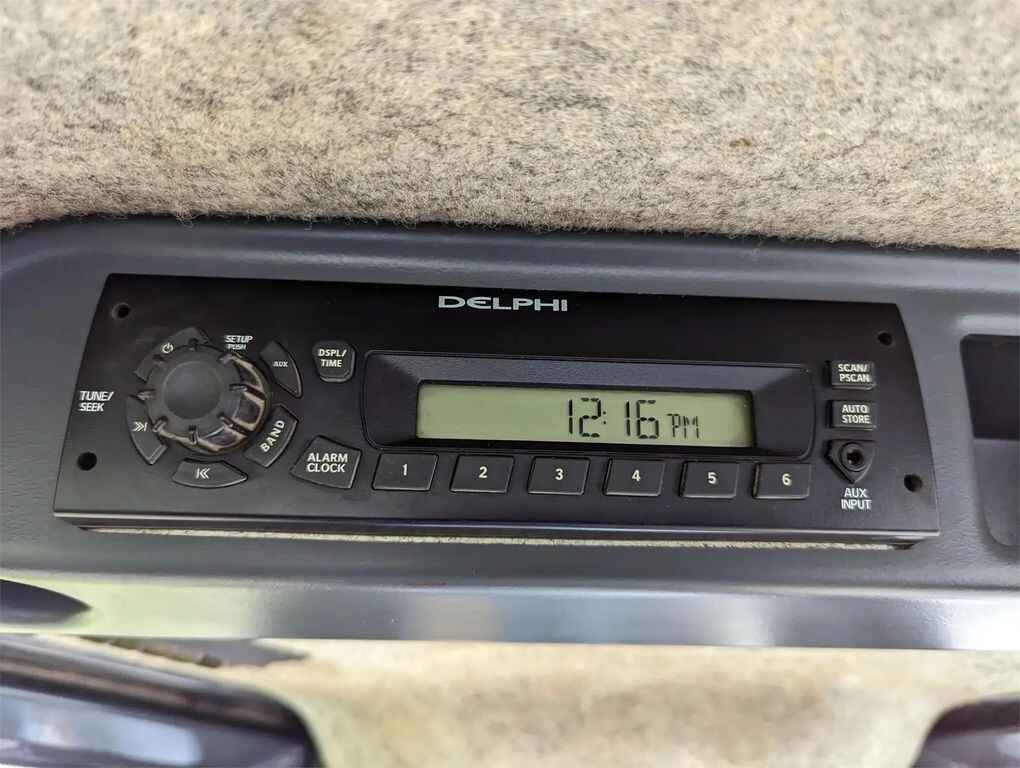 DELPHI
SETUP
PUSH
AUX
DSPL/
TIME
SCAN/
PSCAN
TUNE/
SEEK
12:16 PM
AUTO
STORE
BAND
ALARM
CLOCK
1 2 3 4 5 6
AUX
INPUT